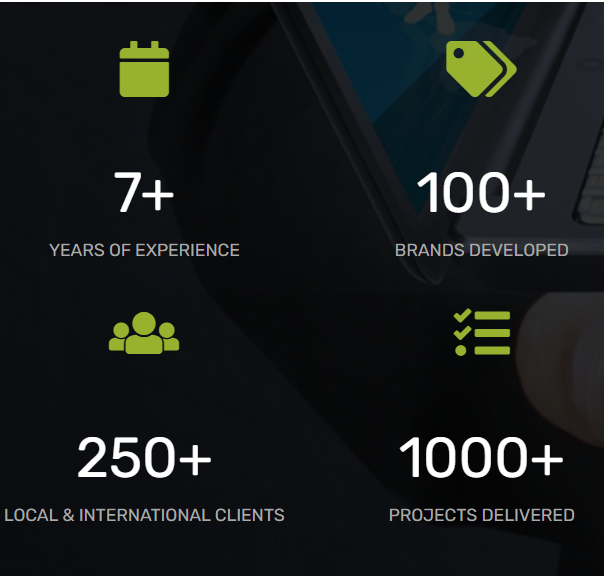 7+
100+
YEARS OF EXPERIENCE
BRANDS DEVELOPED
250+
1000+
LOCAL & INTERNATIONAL CLIENTS
PROJECTS DELIVERED